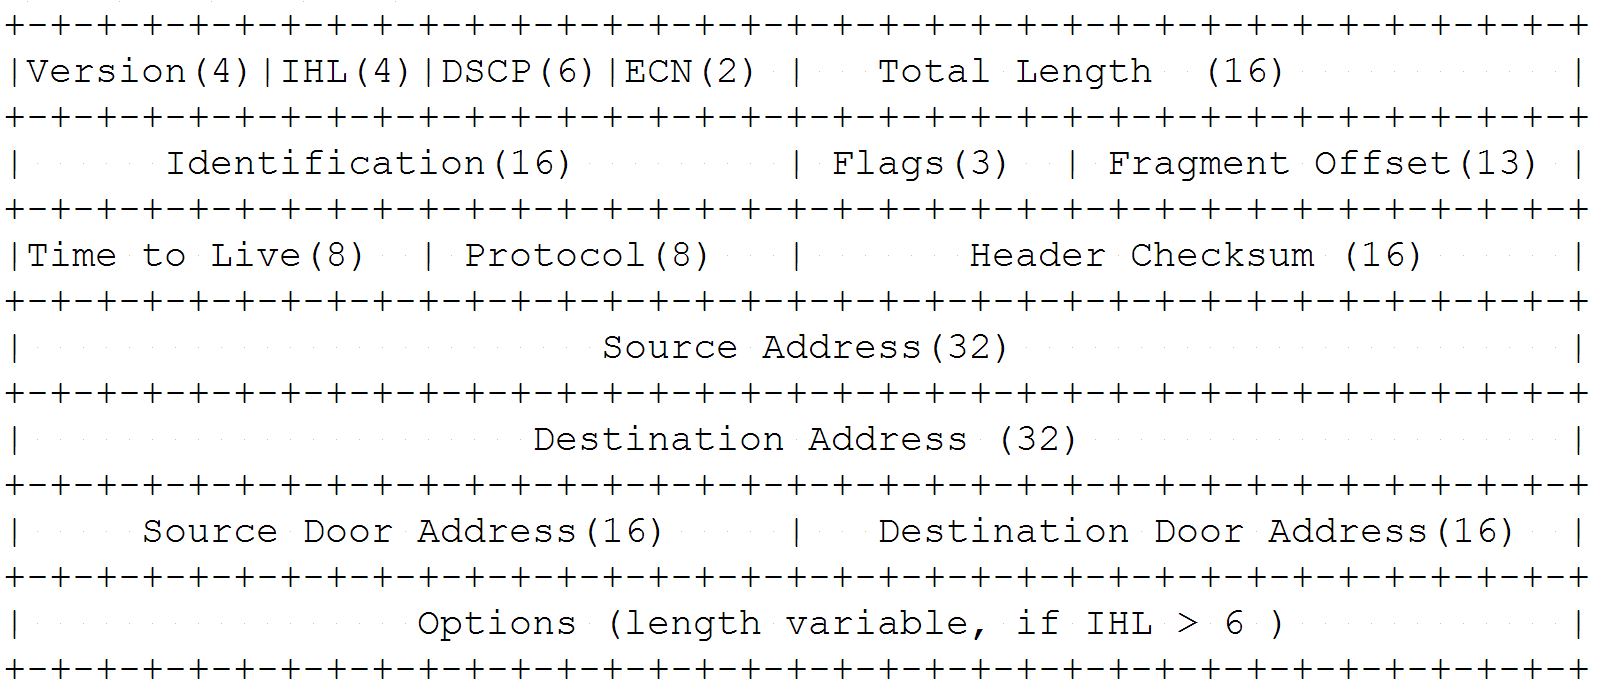 +-+-+-+-+-+-+-+-+-+-+-+-+-+-+-+-+-+-+-+-+-+-+-+-+-+-+-+-+-+-+-+-+-+-+
|Version(4)|IHL(4)|DSCP(6)|ECN(2) |   Total Length  (16)            |
+-+-+-+-+-+-+-+-+-+-+-+-+-+-+-+-+-+-+-+-+-+-+-+-+-+-+-+-+-+-+-+-+-+-+
|      Identification(16)         | Flags(3)  | Fragment Offset(13) |
+-+-+-+-+-+-+-+-+-+-+-+-+-+-+-+-+-+-+-+-+-+-+-+-+-+-+-+-+-+-+-+-+-+-+
|Time to Live(8)  | Protocol(8)   |       Header Checksum (16)      |
+-+-+-+-+-+-+-+-+-+-+-+-+-+-+-+-+-+-+-+-+-+-+-+-+-+-+-+-+-+-+-+-+-+-+
|                         Source Address(32)                        |
+-+-+-+-+-+-+-+-+-+-+-+-+-+-+-+-+-+-+-+-+-+-+-+-+-+-+-+-+-+-+-+-+-+-+
|                      Destination Address (32)                     |
+-+-+-+-+-+-+-+-+-+-+-+-+-+-+-+-+-+-+-+-+-+-+-+-+-+-+-+-+-+-+-+-+-+-+
|     Source Door Address(16)     |   Destination Door Address(16)  |
+-+-+-+-+-+-+-+-+-+-+-+-+-+-+-+-+-+-+-+-+-+-+-+-+-+-+-+-+-+-+-+-+-+-+
|                 Options (length variable, if IHL > 6 )            |
+-+-+-+-+-+-+-+-+-+-+-+-+-+-+-+-+-+-+-+-+-+-+-+-+-+-+-+-+-+-+-+-+-+-+